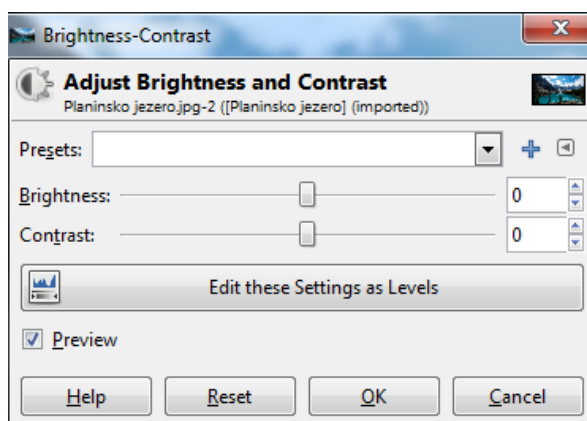 Brightness-Contrast
Adjust Brightness and Contrast
Planinsko jezero.jpg-2 ([Planinsko jezero] (imported))
Presets:
Brightness: 0
Contrast: 0
Edit these Settings as Levels
Preview
Help Reset OK Cancel